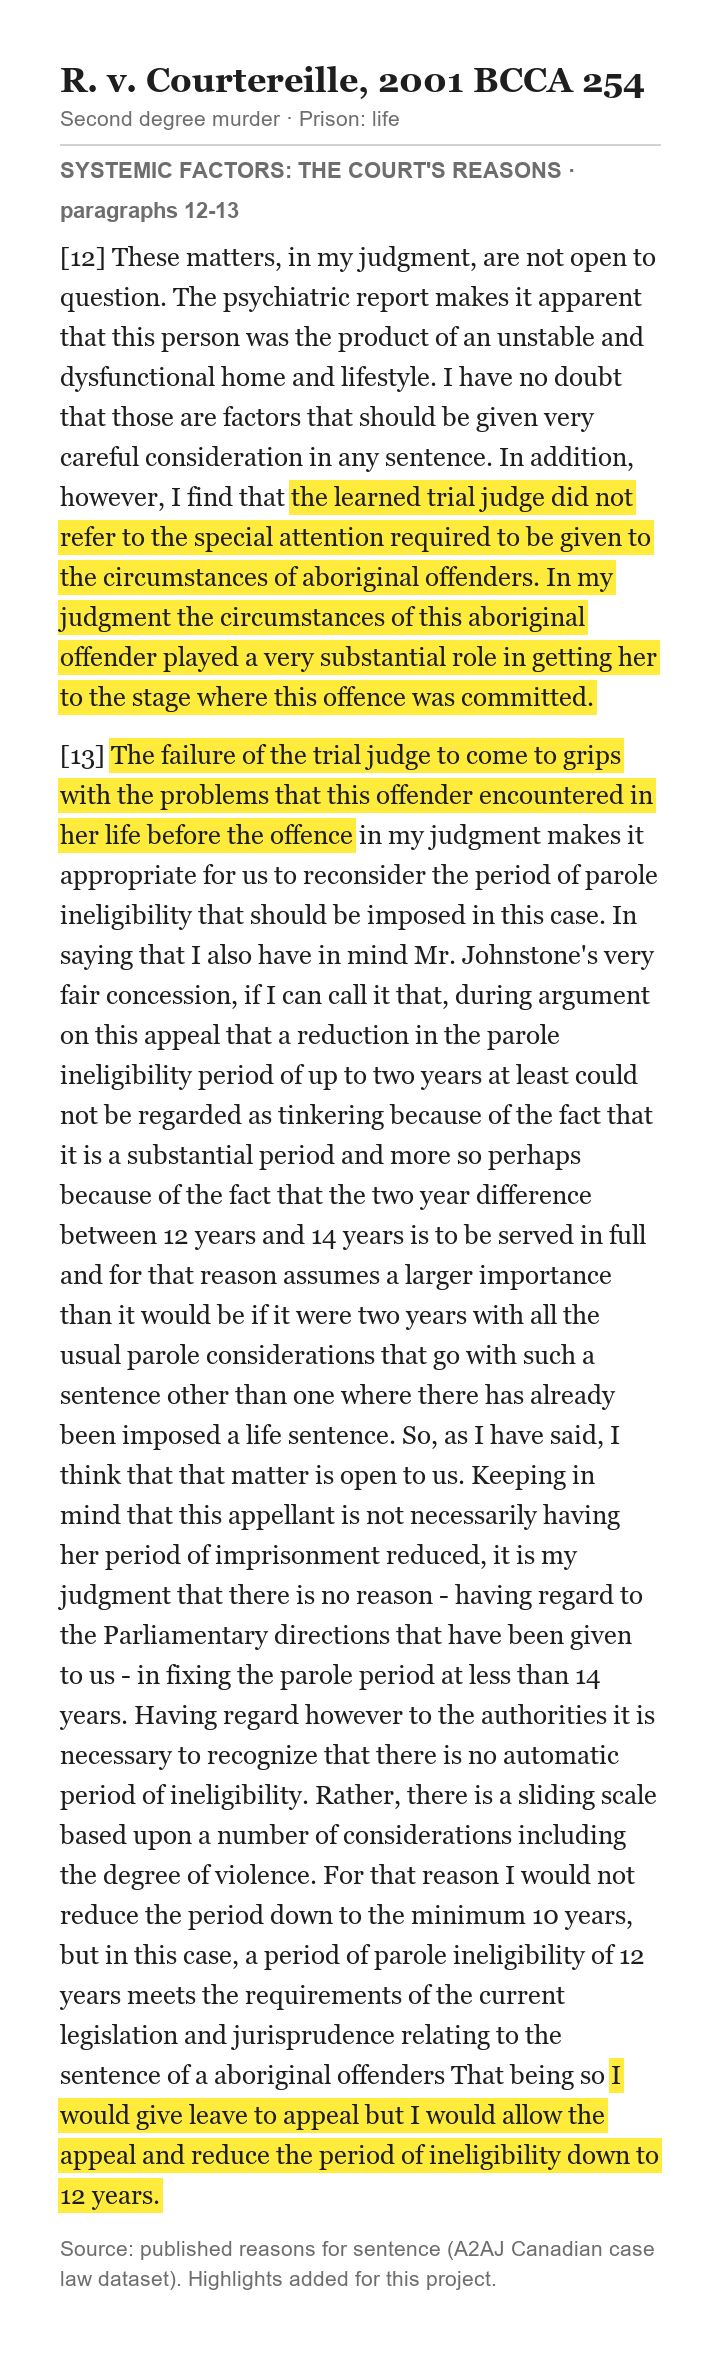 R. v. Courtereille, 2001 BCCA 254
Second degree murder · Prison: life
SYSTEMIC FACTORS: THE COURT'S REASONS ·
paragraphs 12-13
[12] These matters, in my judgment, are not open to
question. The psychiatric report makes it apparent
that this person was the product of an unstable and
dysfunctional home and lifestyle. I have no doubt
that those are factors that should be given very
careful consideration in any sentence. In addition,
however, I find that the learned trial judge did not
refer to the special attention required to be given to
the circumstances of aboriginal offenders. In my
judgment the circumstances of this aboriginal
offender played a very substantial role in getting her
to the stage where this offence was committed.
[13] The failure of the trial judge to come to grips
with the problems that this offender encountered in
her life before the offence in my judgment makes it
appropriate for us to reconsider the period of parole
ineligibility that should be imposed in this case. In
saying that I also have in mind Mr. Johnstone's very
fair concession, if I can call it that, during argument
on this appeal that a reduction in the parole
ineligibility period of up to two years at least could
not be regarded as tinkering because of the fact that
it is a substantial period and more so perhaps
because of the fact that the two year difference
between 12 years and 14 years is to be served in full
and for that reason assumes a larger importance
than it would be if it were two years with all the
usual parole considerations that go with such a
sentence other than one where there has already
been imposed a life sentence. So, as I have said, I
think that that matter is open to us. Keeping in
mind that this appellant is not necessarily having
her period of imprisonment reduced, it is my
judgment that there is no reason - having regard to
the Parliamentary directions that have been given
to us - in fixing the parole period at less than 14
years. Having regard however to the authorities it is
necessary to recognize that there is no automatic
period of ineligibility. Rather, there is a sliding scale
based upon a number of considerations including
the degree of violence. For that reason I would not
reduce the period down to the minimum 10 years,
but in this case, a period of parole ineligibility of 12
years meets the requirements of the current
legislation and jurisprudence relating to the
sentence of a aboriginal offenders That being so I
would give leave to appeal but I would allow the
appeal and reduce the period of ineligibility down to
12 years.
Source: published reasons for sentence (A2AJ Canadian case
law dataset). Highlights added for this project.